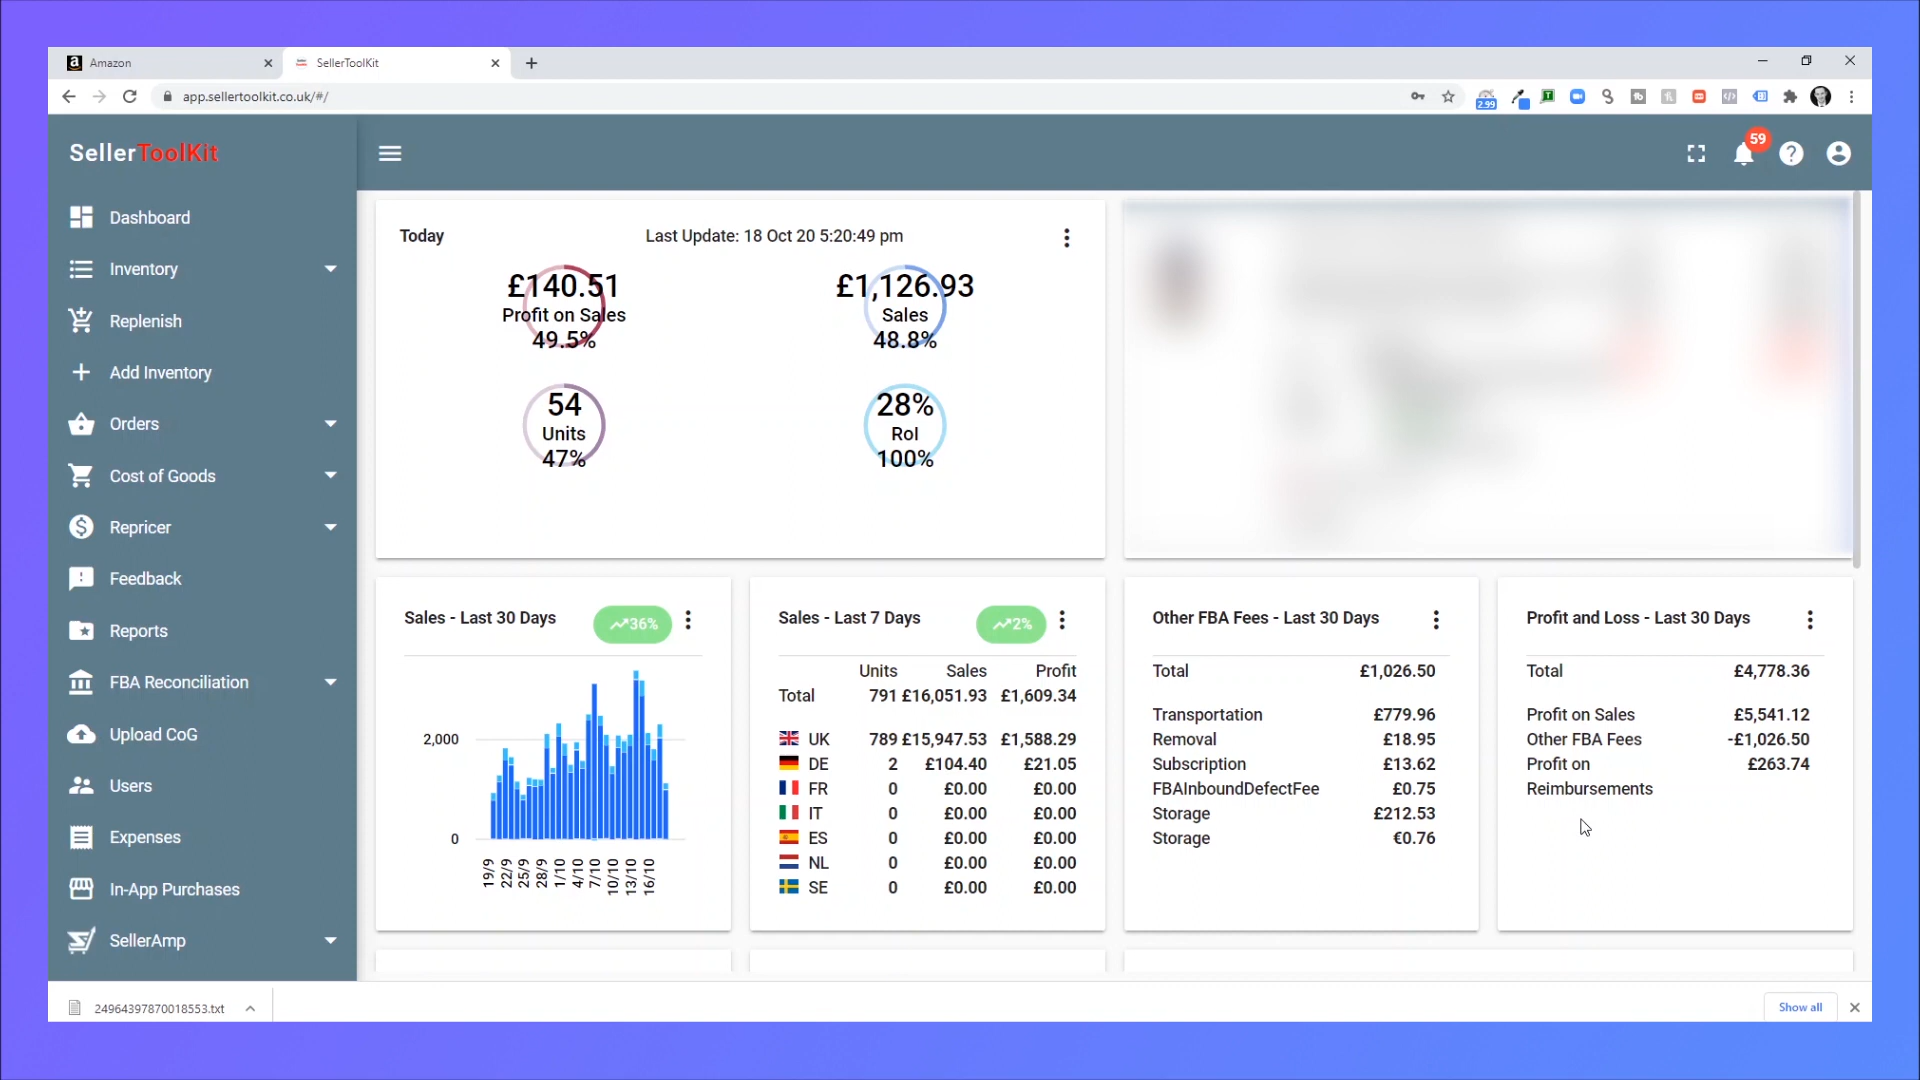 Amazon
SellerToolKit
app.sellertoolkit.co.uk/#/
2.99
SellerToolKit
59
Dashboard
Inventory
Replenish
Add Inventory
Orders
Cost of Goods
Repricer
Feedback
Reports
FBA Reconciliation
Upload CoG
Users
Expenses
In-App Purchases
SellerAmp
Today
Last Update: 18 Oct 20 5:20:49 pm
£140.51
Profit on Sales
49.5%
£1,126.93
Sales
48.8%
54
Units
47%
28%
RoI
100%
Sales - Last 30 Days
36%
2,000
0
19/9
22/9
25/9
28/9
1/10
4/10
7/10
10/10
13/10
16/10
Sales - Last 7 Days
2%
Units Sales Profit
Total 791 £16,051.93 £1,609.34
UK 789 £15,947.53 £1,588.29
DE 2 £104.40 £21.05
FR 0 £0.00 £0.00
IT 0 £0.00 £0.00
ES 0 £0.00 £0.00
NL 0 £0.00 £0.00
SE 0 £0.00 £0.00
Other FBA Fees - Last 30 Days
Total £1,026.50
Transportation £779.96
Removal £18.95
Subscription £13.62
FBAInboundDefectFee £0.75
Storage £212.53
Storage €0.76
Profit and Loss - Last 30 Days
Total £4,778.36
Profit on Sales £5,541.12
Other FBA Fees -£1,026.50
Profit on £263.74
Reimbursements
24964397870018553.txt
Show all